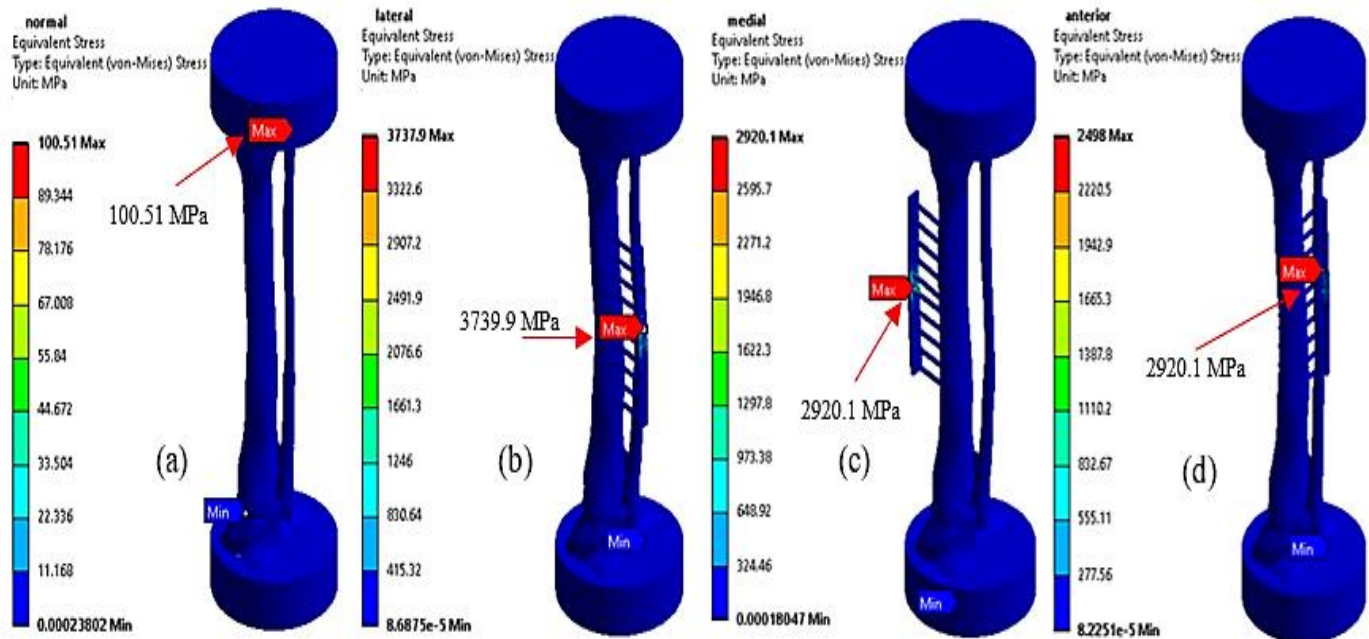 normal
Equivalent Stress
Type: Equivalent (von-Mises) Stress
Unit: MPa
100.51 Max
89.344
78.176
67.008
55.84
44.672
33.504
22.336
11.168
0.00023802 Min
Max
100.51 MPa
(a)
Min
lateral
Equivalent Stress
Type: Equivalent (von-Mises) Stress
Unit: MPa
3737.9 Max
3322.6
2907.2
2491.9
2076.6
1661.3
1246
830.64
415.32
8.6875e-5 Min
Max
3739.9 MPa
(b)
Min
medial
Equivalent Stress
Type: Equivalent (von-Mises) Stress
Unit: MPa
2920.1 Max
2595.7
2271.2
1946.8
1622.3
1297.8
973.38
648.92
324.46
0.00018047 Min
Max
2920.1 MPa
(c)
Min
anterior
Equivalent Stress
Type: Equivalent (von-Mises) Stress
Unit: MPa
2498 Max
2220.5
1942.9
1665.3
1387.8
1110.2
832.67
555.11
277.56
8.2251e-5 Min
Max
2920.1 MPa
(d)
Min